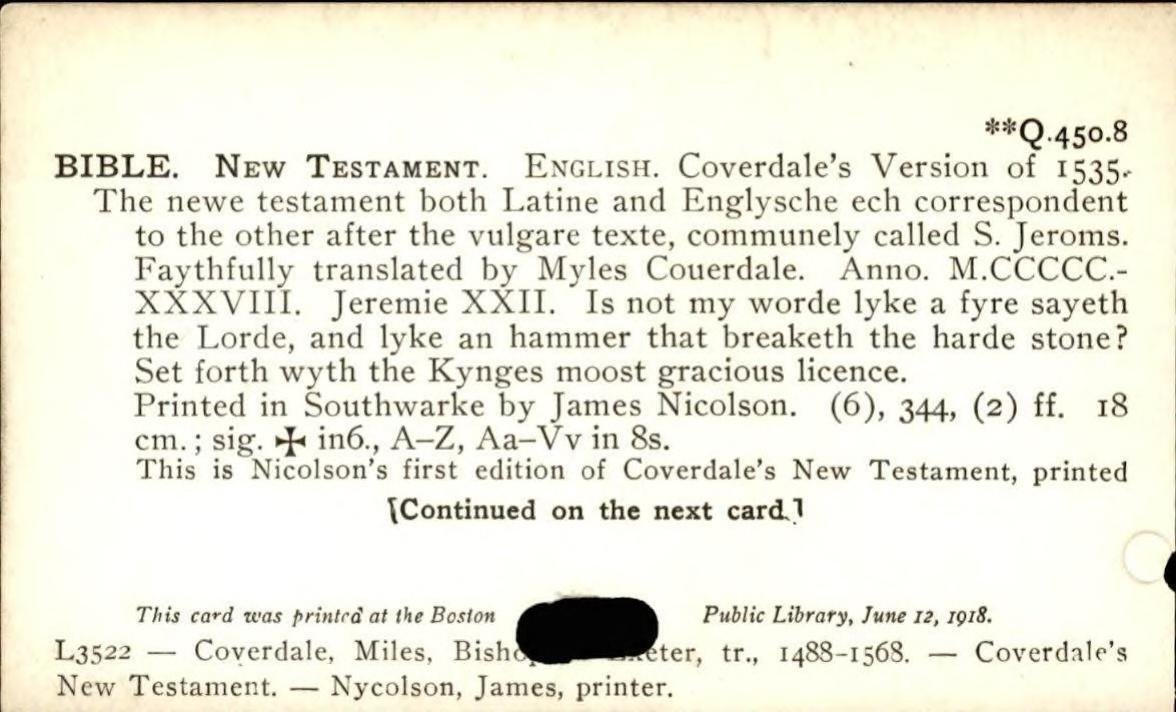 **Q.450.8
BIBLE. NEW TESTAMENT. ENGLISH. Coverdale's Version of 1535.
The newe testament both Latine and Englysche ech correspondent
to the other after the vulgare texte, communely called S. Jeroms.
Faythfully translated by Myles Couerdale. Anno. M.CCCCC.-
XXXVIII. Jeremie XXII. Is not my worde lyke a fyre sayeth
the Lorde, and lyke an hammer that breaketh the harde stone?
Set forth wyth the Kynges moost gracious licence.
Printed in Southwarke by James Nicolson. (6), 344, (2) ff. 18
cm.; sig. ✠ in6., A–Z, Aa–Vv in 8s.
This is Nicolson's first edition of Coverdale's New Testament, printed
[Continued on the next card.]
This card was printed at the Boston Public Library, June 12, 1918.
L3522 — Coverdale, Miles, 1488-1568. — Coverdale's
New Testament. — Nycolson, James, printer.